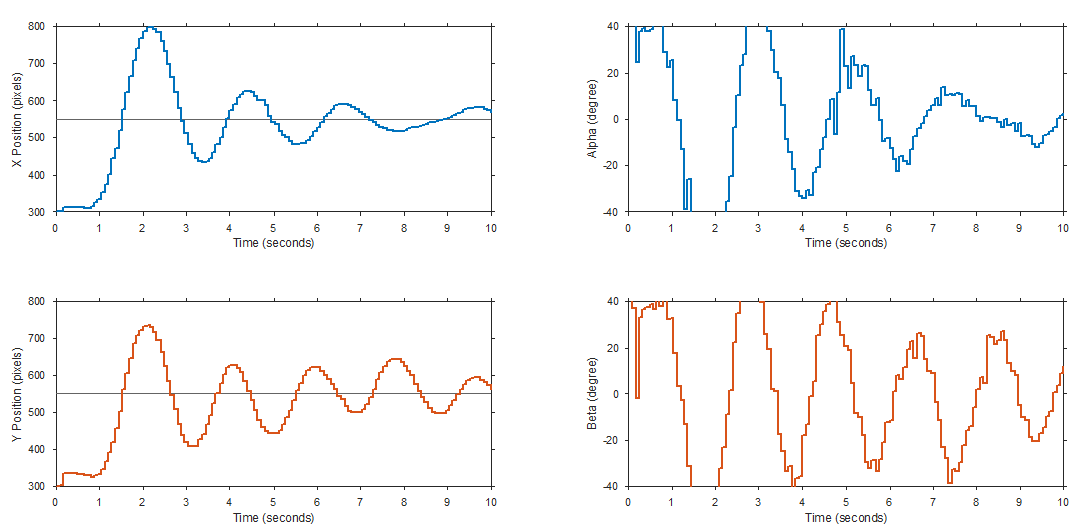 800
700
600
500
400
300
X Position (pixels)
0 1 2 3 4 5 6 7 8 9 10
Time (seconds)
40
20
0
-20
-40
Alpha (degree)
0 1 2 3 4 5 6 7 8 9 10
Time (seconds)
800
700
600
500
400
300
Y Position (pixels)
0 1 2 3 4 5 6 7 8 9 10
Time (seconds)
40
20
0
-20
-40
Beta (degree)
0 1 2 3 4 5 6 7 8 9 10
Time (seconds)